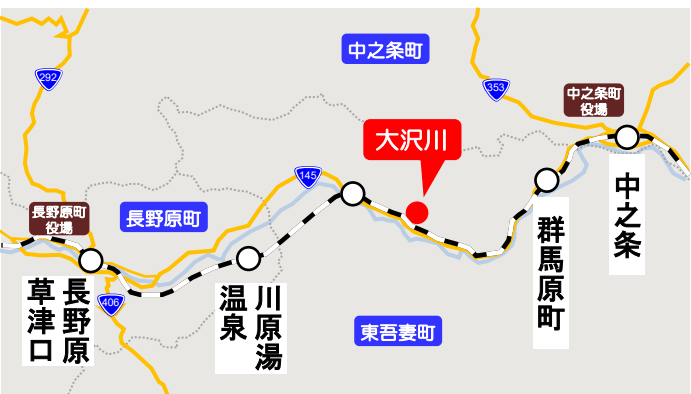 中之条町
292
353
中之条町
役場
大沢川
145
中之条
長野原町
役場
長野原町
群馬原町
406
長野原
草津口
川原湯
温泉
東吾妻町